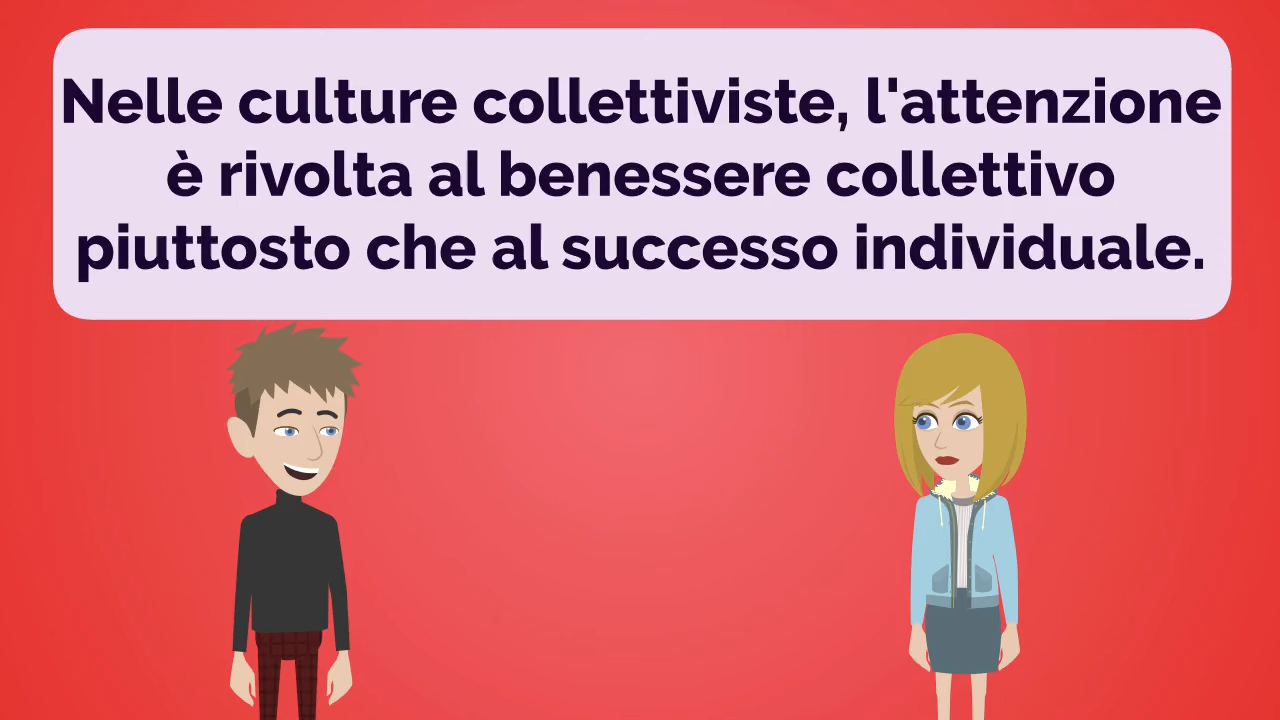 Nelle culture collettiviste, l'attenzione
è rivolta al benessere collettivo
piuttosto che al successo individuale.